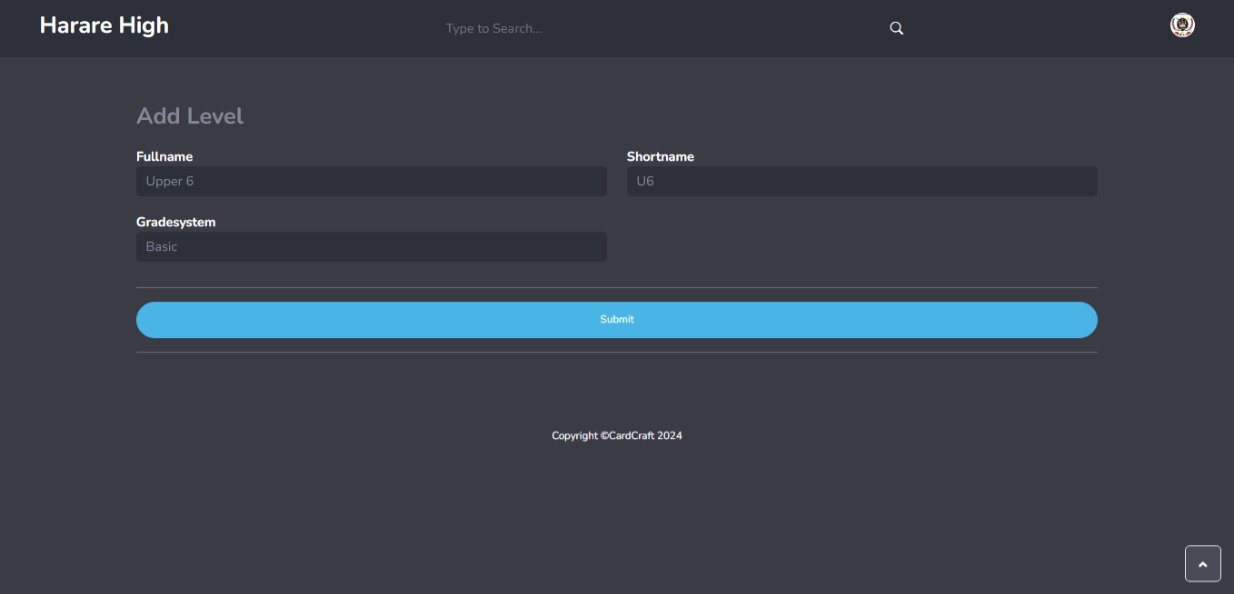 Harare High
Type to Search...
Add Level
Fullname
Shortname
Upper 6
U6
Gradesystem
Basic
Submit
Copyright ©CardCraft 2024